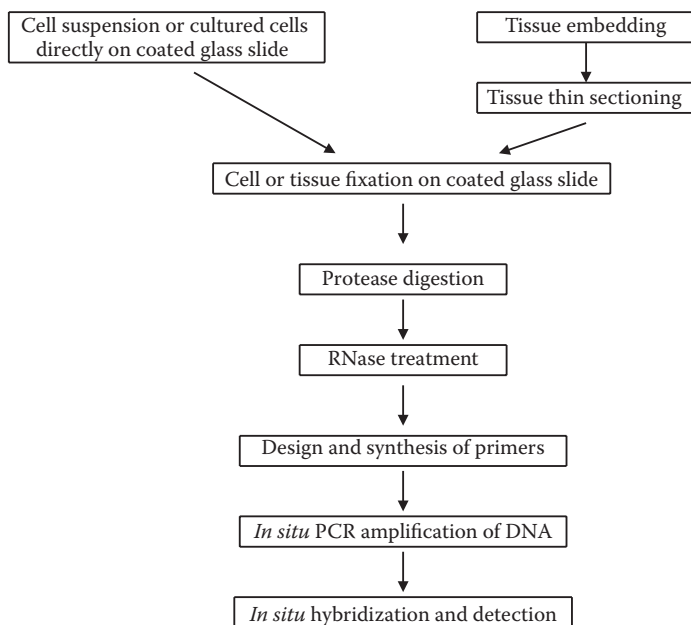 Cell suspension or cultured cells
directly on coated glass slide
Tissue embedding
Tissue thin sectioning
Cell or tissue fixation on coated glass slide
Protease digestion
RNase treatment
Design and synthesis of primers
In situ PCR amplification of DNA
In situ hybridization and detection